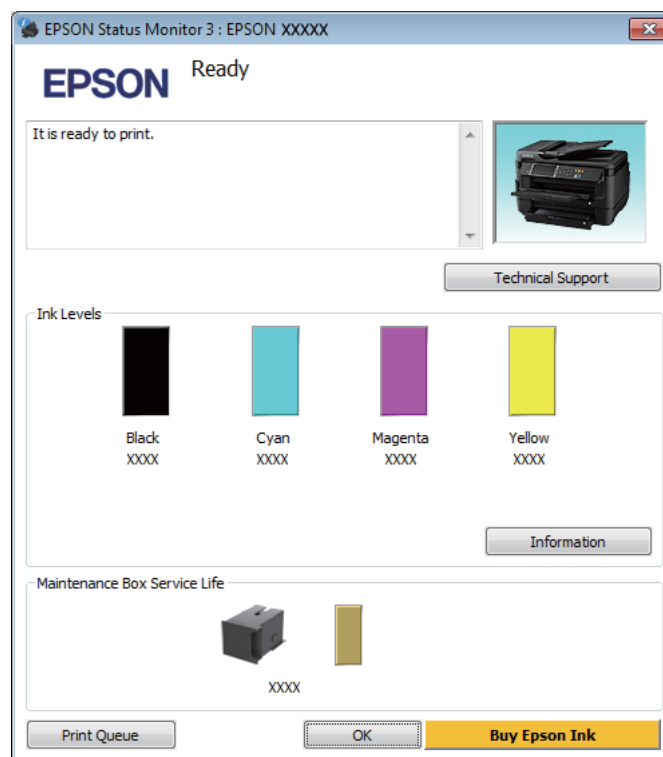 EPSON Status Monitor 3 : EPSON XXXXX
EPSON
Ready
It is ready to print.
Technical Support
Ink Levels
Black Cyan Magenta Yellow
XXXX XXXX XXXX XXXX
Information
Maintenance Box Service Life
XXXX
Print Queue OK Buy Epson Ink